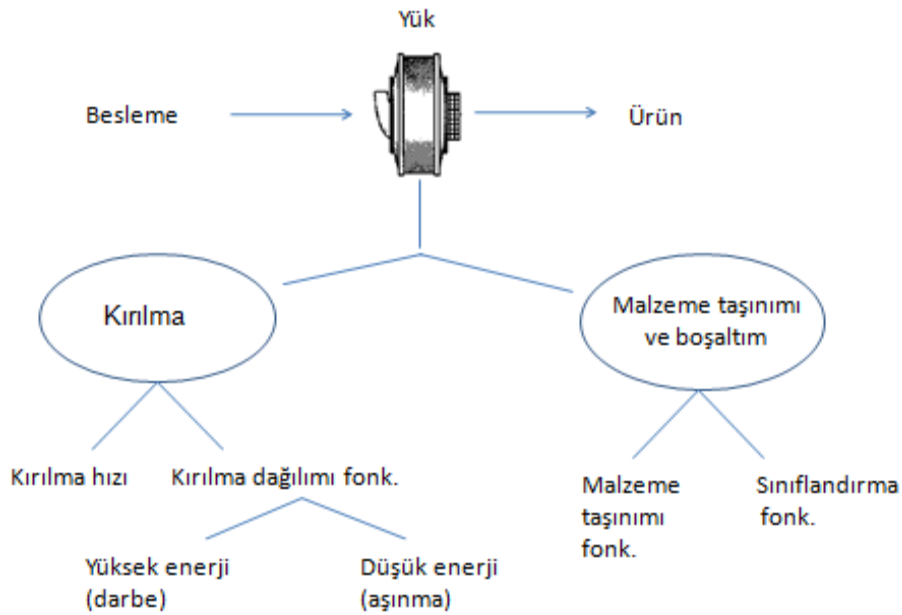 Yük
Besleme
Ürün
Kırılma
Malzeme taşınımı
ve boşaltım
Kırılma hızı
Kırılma dağılımı fonk.
Malzeme
taşınımı
fonk.
Sınıflandırma
fonk.
Yüksek enerji
(darbe)
Düşük enerji
(aşınma)